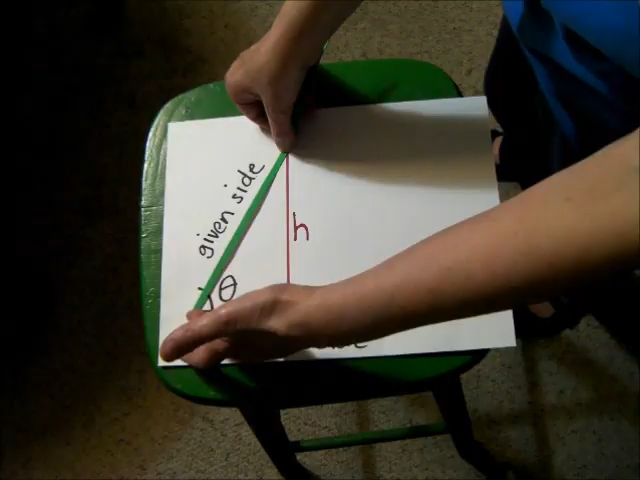 given side
h
θ